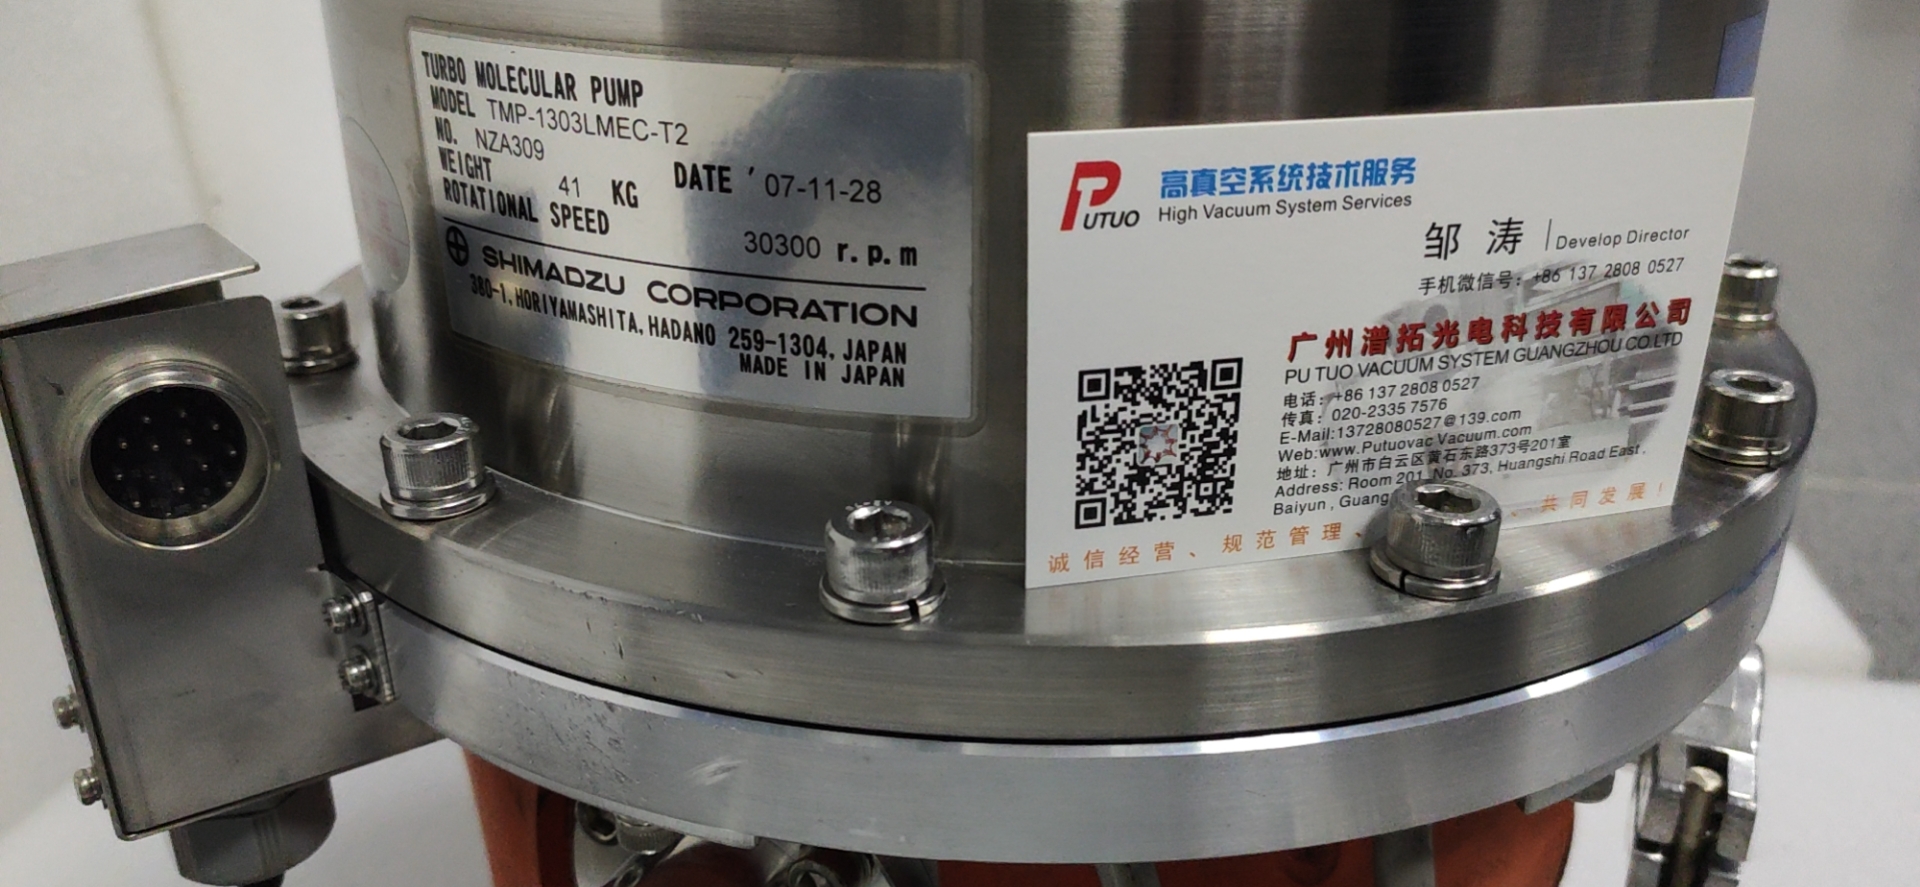 TURBO MOLECULAR PUMP
MODEL TMP-1303LMEC-T2
NO. NZA309
WEIGHT 41 KG DATE '07-11-28
ROTATIONAL SPEED 30300 r.p.m
SHIMADZU CORPORATION
380-1, HORIYAMASHITA, HADANO 259-1304, JAPAN
MADE IN JAPAN
PUTUO 高真空系统技术服务
High Vacuum System Services
邹 涛 Develop Director
手机微信号：+86 137 2808 0527
广州潽拓光电科技有限公司
PU TUO VACUUM SYSTEM GUANGZHOU CO.LTD
电话：+86 137 2808 0527
传真：020-2335 7576
E-Mail:13728080527@139.com
Web:www.Putuovac Vacuum.com
地址：广州市白云区黄石东路373号201室
Address: Room 201, No. 373, Huangshi Road East,
Baiyun, Guang
诚信经营、规范管理、 、共同发展！